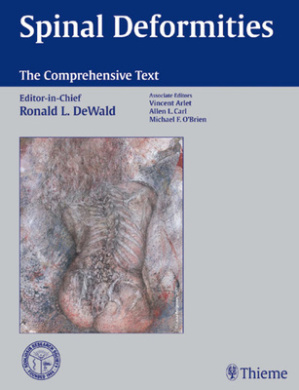 Spinal Deformities
The Comprehensive Text
Editor-in-Chief
Ronald L. DeWald
Associate Editors
Vincent Arlet
Allen L. Carl
Michael F. O'Brien
Thieme